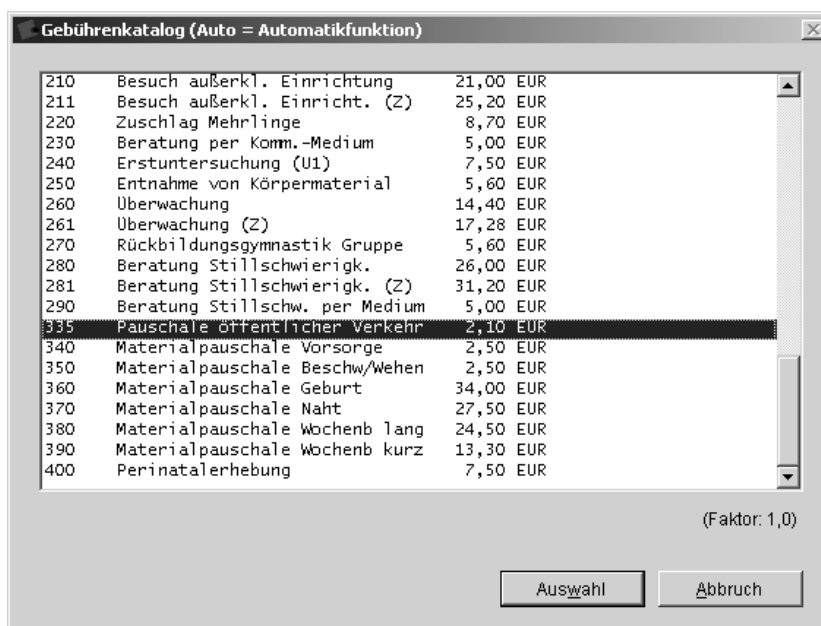 Gebührenkatalog (Auto = Automatikfunktion)
210 Besuch außerkl. Einrichtung 21,00 EUR
211 Besuch außerkl. Einricht. (Z) 25,20 EUR
220 Zuschlag Mehrlinge 8,70 EUR
230 Beratung per Komm.-Medium 5,00 EUR
240 Erstuntersuchung (U1) 7,50 EUR
250 Entnahme von Körpermaterial 5,60 EUR
260 Überwachung 14,40 EUR
261 Überwachung (Z) 17,28 EUR
270 Rückbildungsgymnastik Gruppe 5,60 EUR
280 Beratung Stillschwierigk. 26,00 EUR
281 Beratung Stillschwierigk. (Z) 31,20 EUR
290 Beratung Stillschw. per Medium 5,00 EUR
335 Pauschale öffentlicher Verkehr 2,10 EUR
340 Materialpauschale Vorsorge 2,50 EUR
350 Materialpauschale Beschw/Wehen 2,50 EUR
360 Materialpauschale Geburt 34,00 EUR
370 Materialpauschale Naht 27,50 EUR
380 Materialpauschale Wochenb lang 24,50 EUR
390 Materialpauschale Wochenb kurz 13,30 EUR
400 Perinatalerhebung 7,50 EUR
(Faktor: 1,0)
Auswahl Abbruch